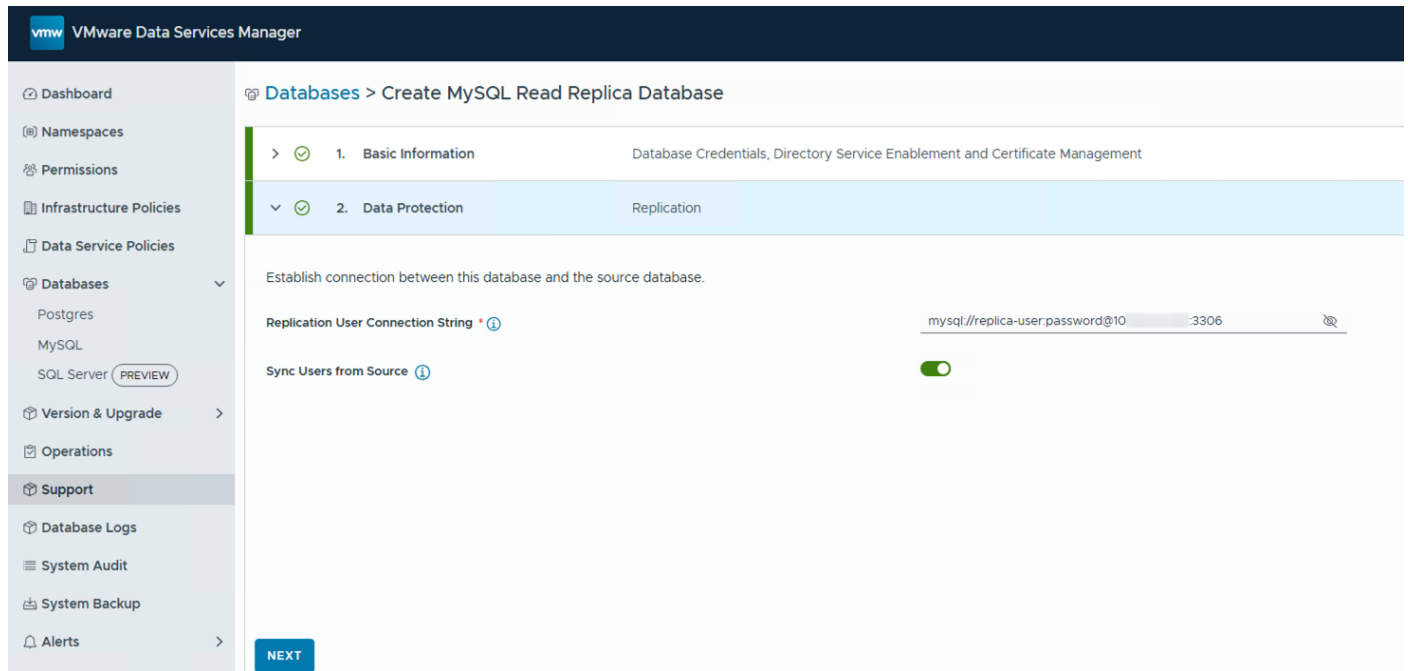 vmw VMware Data Services Manager
Dashboard
Namespaces
Permissions
Infrastructure Policies
Data Service Policies
Databases
Postgres
MySQL
SQL Server PREVIEW
Version & Upgrade
Operations
Support
Database Logs
System Audit
System Backup
Alerts
Databases > Create MySQL Read Replica Database
1. Basic Information Database Credentials, Directory Service Enablement and Certificate Management
2. Data Protection Replication
Establish connection between this database and the source database.
Replication User Connection String * mysql://replica-user:password@10 :3306
Sync Users from Source
NEXT